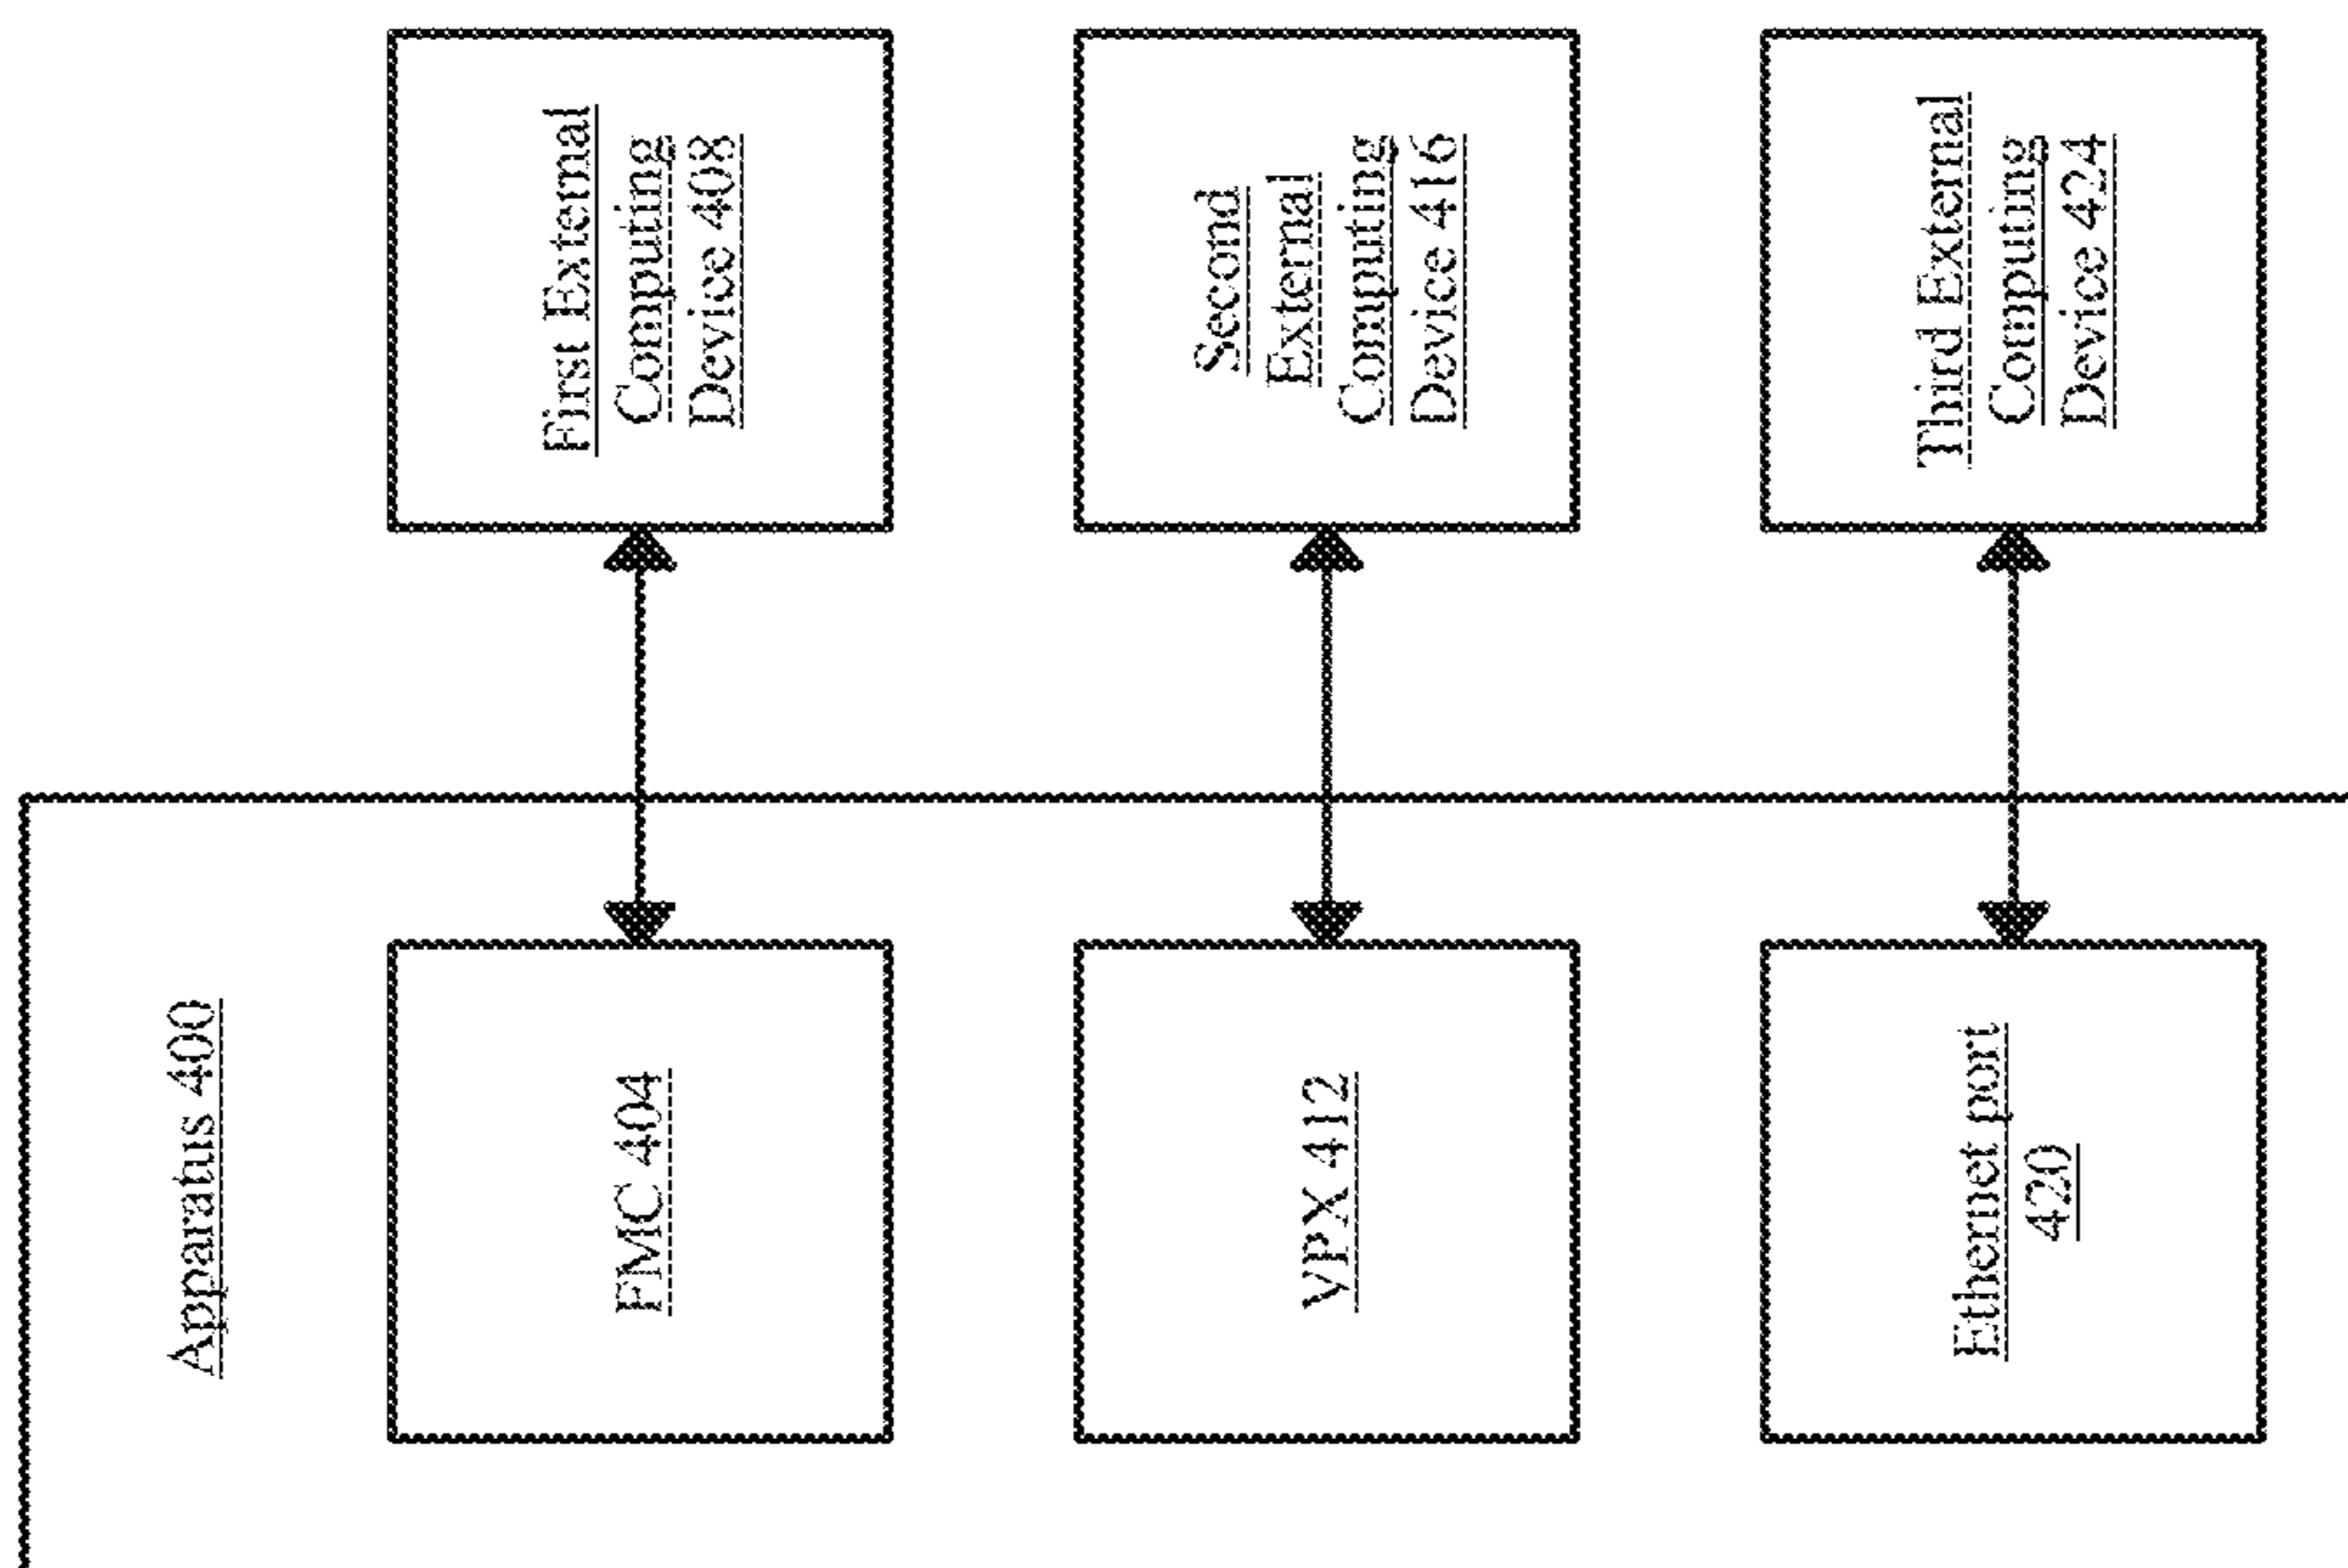 Apparatus 400
FMC 404
First External
Computing
Device 408
VPX 412
Second
External
Computing
Device 416
Ethernet port
420
Third External
Computing
Device 424